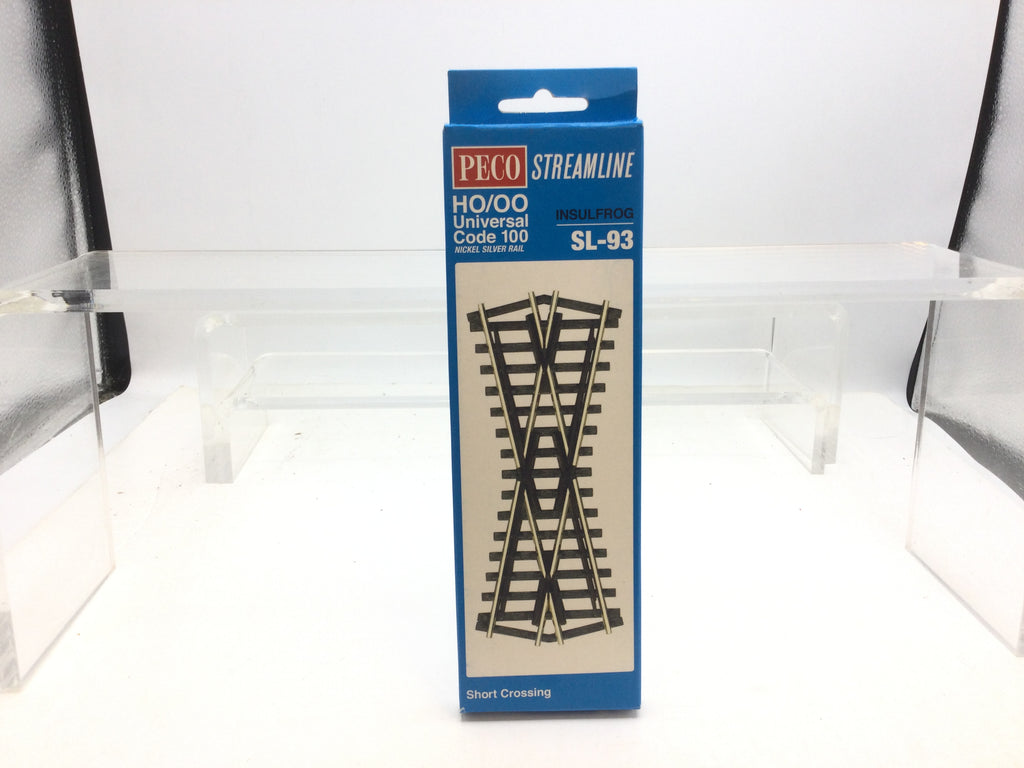 PECO STREAMLINE
HO/OO
Universal
Code 100
NICKEL SILVER RAIL
INSULFROG
SL-93
Short Crossing